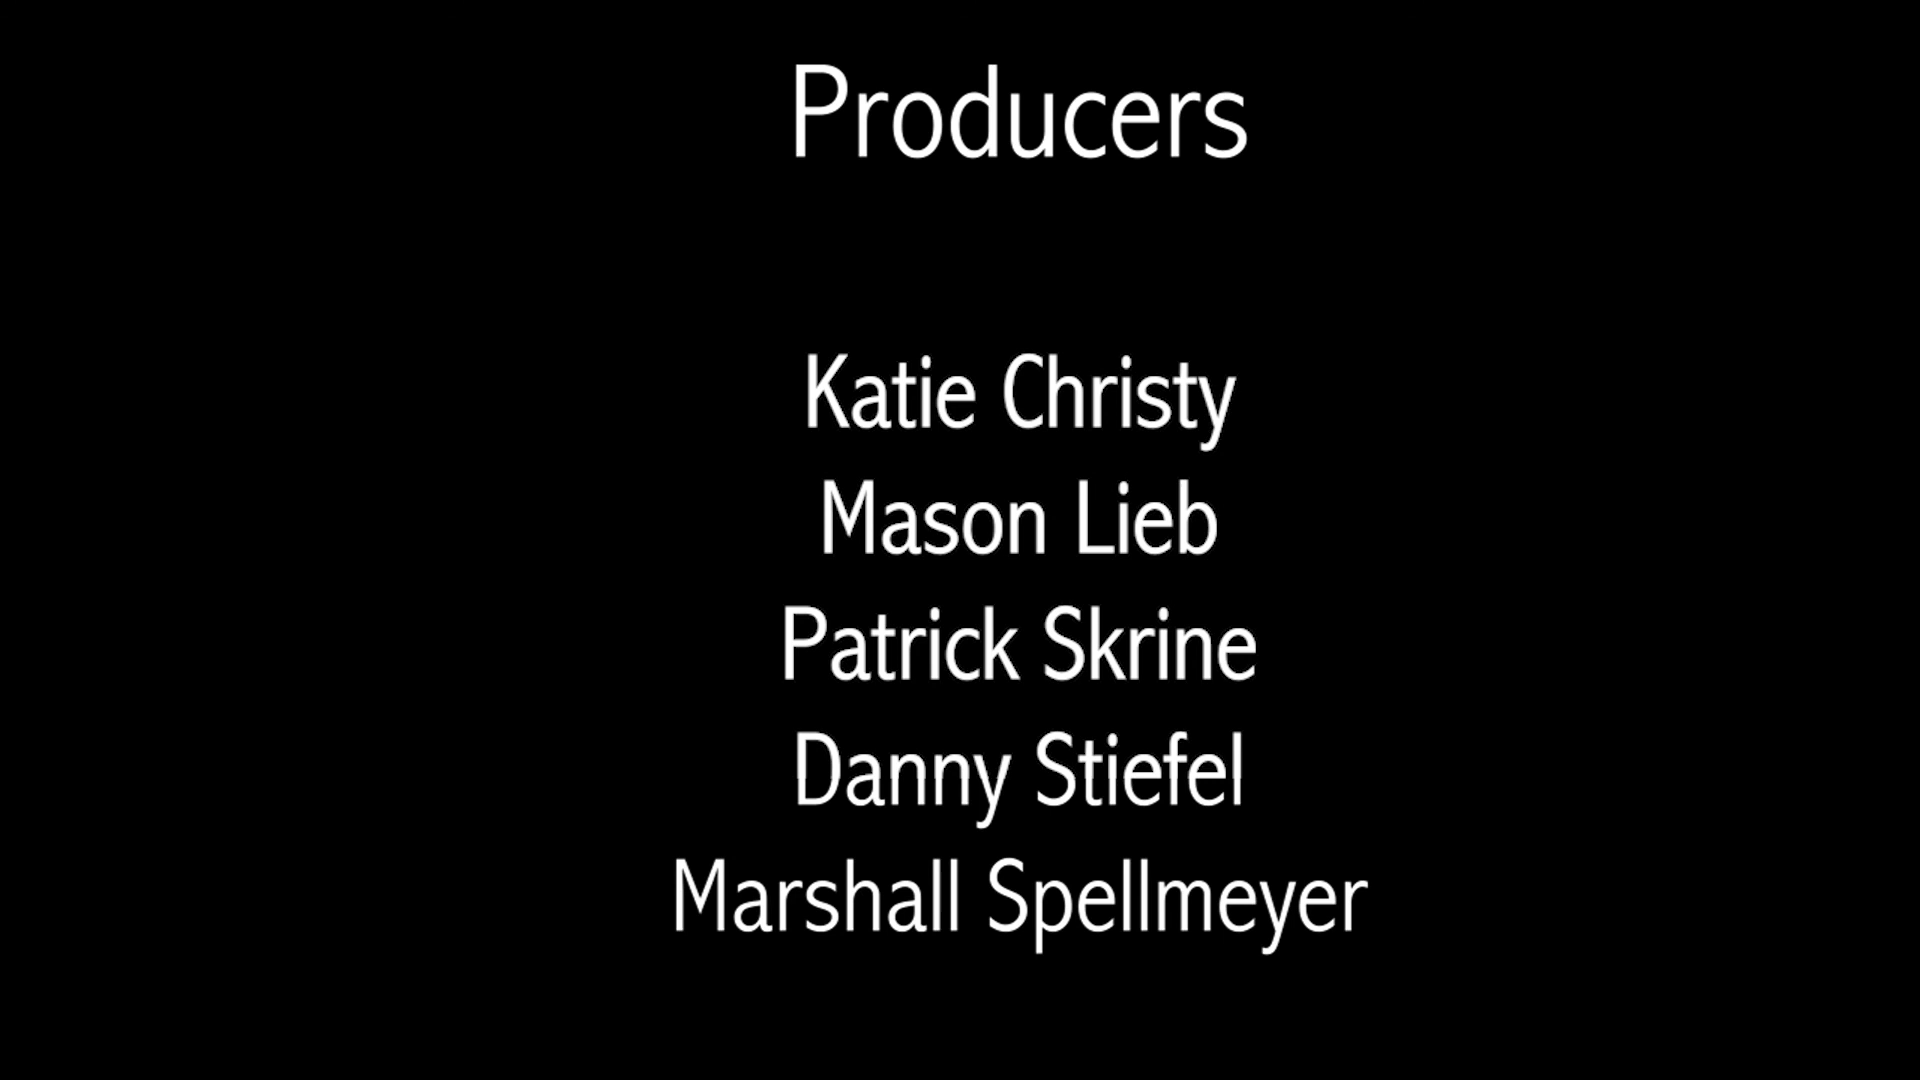 Producers
Katie Christy
Mason Lieb
Patrick Skrine
Danny Stiefel
Marshall Spellmeyer